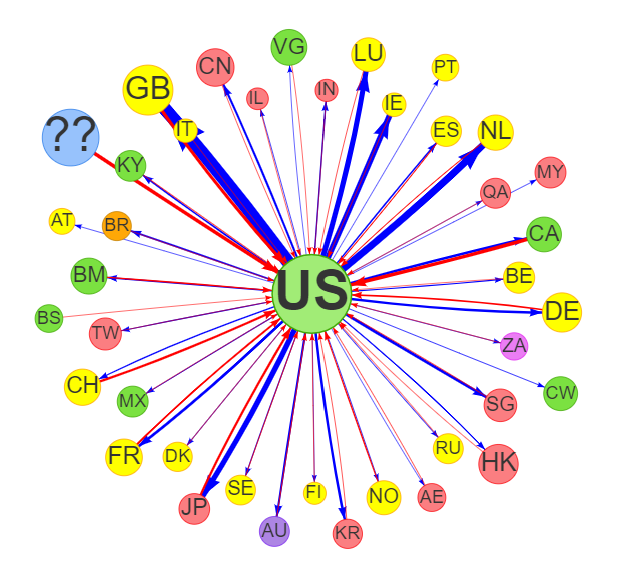 VG
LU
CN
PT
GB
IL
IN
IE
IT
ES
NL
??
KY
MY
QA
AT
BR
CA
BM
BE
US
BS
DE
TW
ZA
CH
CW
MX
SG
FR
DK
RU
HK
SE
FI
NO
AE
JP
AU
KR